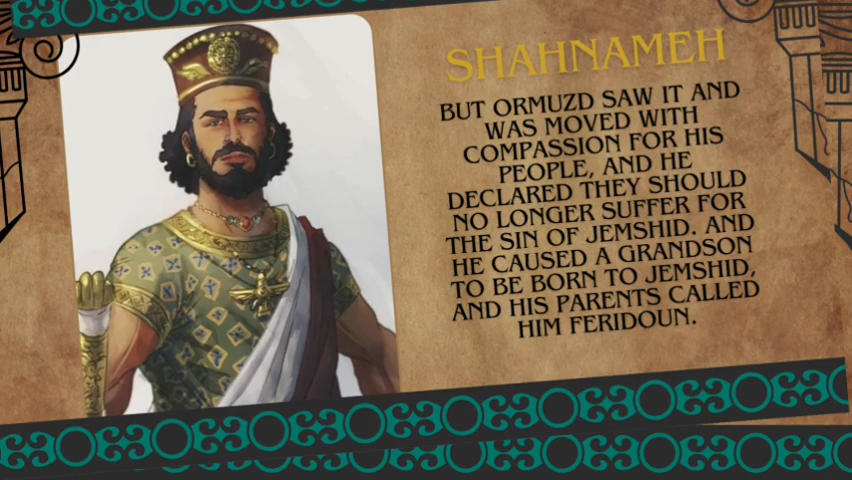 SHAHNAMEH
BUT ORMUZD SAW IT AND
WAS MOVED WITH
COMPASSION FOR HIS
PEOPLE, AND HE
DECLARED THEY SHOULD
NO LONGER SUFFER FOR
THE SIN OF JEMSHID. AND
HE CAUSED A GRANDSON
TO BE BORN TO JEMSHID,
AND HIS PARENTS CALLED
HIM FERIDOUN.